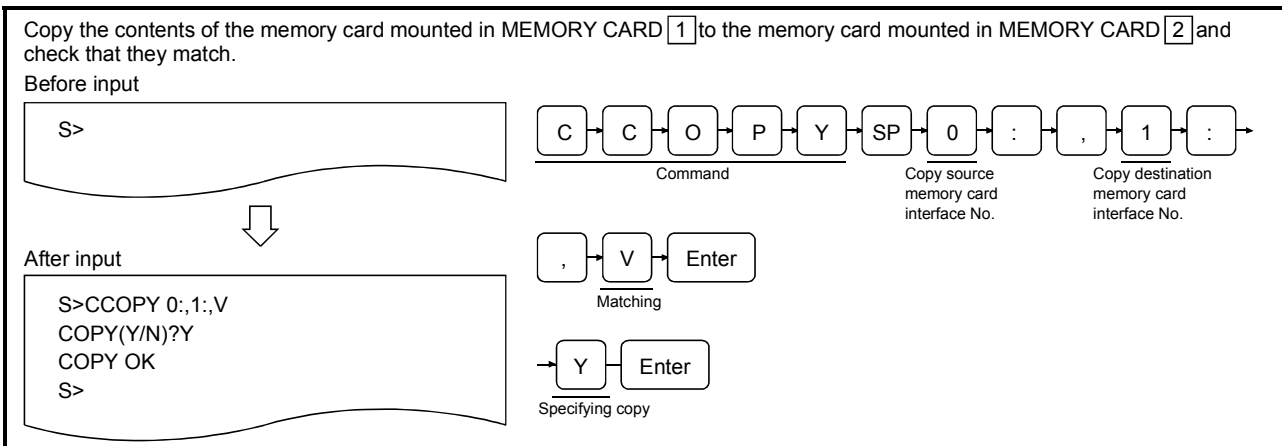 Copy the contents of the memory card mounted in MEMORY CARD 1 to the memory card mounted in MEMORY CARD 2 and
check that they match.
Before input
S>
C C O P Y SP 0 : , 1 :
Command
Copy source
memory card
interface No.
Copy destination
memory card
interface No.
, V Enter
Matching
Y Enter
Specifying copy
After input
S>CCOPY 0:,1:,V
COPY(Y/N)?Y
COPY OK
S>